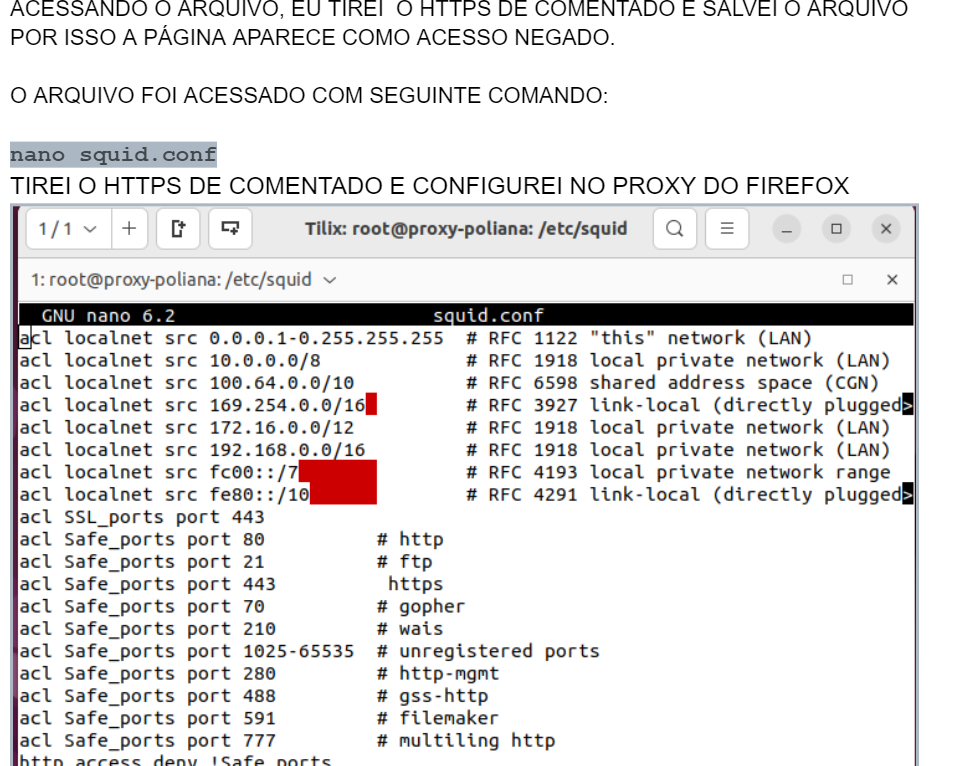 ACESSANDO O ARQUIVO, EU TIREI O HTTPS DE COMENTADO E SALVEI O ARQUIVO
POR ISSO A PÁGINA APARECE COMO ACESSO NEGADO.
O ARQUIVO FOI ACESSADO COM SEGUINTE COMANDO:
nano squid.conf
TIREI O HTTPS DE COMENTADO E CONFIGUREI NO PROXY DO FIREFOX
1/1 Tilix: root@proxy-poliana: /etc/squid
1: root@proxy-poliana: /etc/squid
GNU nano 6.2 squid.conf
acl localnet src 0.0.0.1-0.255.255.255 # RFC 1122 "this" network (LAN)
acl localnet src 10.0.0.0/8 # RFC 1918 local private network (LAN)
acl localnet src 100.64.0.0/10 # RFC 6598 shared address space (CGN)
acl localnet src 169.254.0.0/16 # RFC 3927 link-local (directly plugged>
acl localnet src 172.16.0.0/12 # RFC 1918 local private network (LAN)
acl localnet src 192.168.0.0/16 # RFC 1918 local private network (LAN)
acl localnet src fc00::/7 # RFC 4193 local private network range
acl localnet src fe80::/10 # RFC 4291 link-local (directly plugged>
acl SSL_ports port 443
acl Safe_ports port 80 # http
acl Safe_ports port 21 # ftp
acl Safe_ports port 443 https
acl Safe_ports port 70 # gopher
acl Safe_ports port 210 # wais
acl Safe_ports port 1025-65535 # unregistered ports
acl Safe_ports port 280 # http-mgmt
acl Safe_ports port 488 # gss-http
acl Safe_ports port 591 # filemaker
acl Safe_ports port 777 # multiling http
http_access deny !Safe_ports